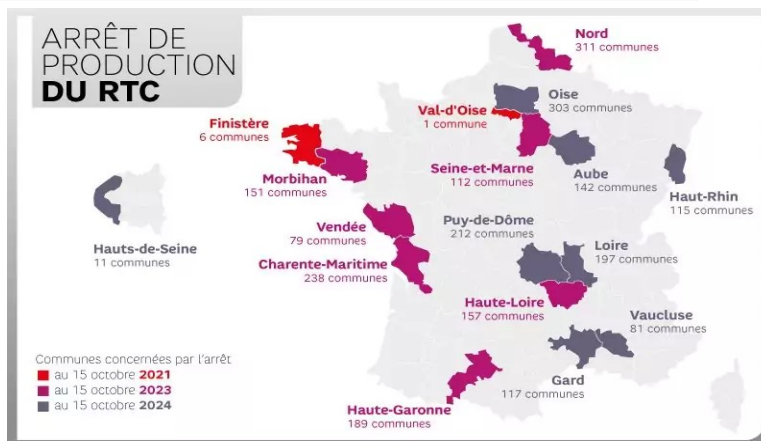 ARRÊT DE
PRODUCTION
DU RTC
Nord
311 communes
Oise
303 communes
Val-d'Oise
1 commune
Finistère
6 communes
Seine-et-Marne
112 communes
Aube
142 communes
Haut-Rhin
115 communes
Morbihan
151 communes
Hauts-de-Seine
11 communes
Vendée
79 communes
Puy-de-Dôme
212 communes
Loire
197 communes
Charente-Maritime
238 communes
Haute-Loire
157 communes
Vaucluse
81 communes
Gard
117 communes
Haute-Garonne
189 communes
Communes concernées par l'arrêt
au 15 octobre 2021
au 15 octobre 2023
au 15 octobre 2024